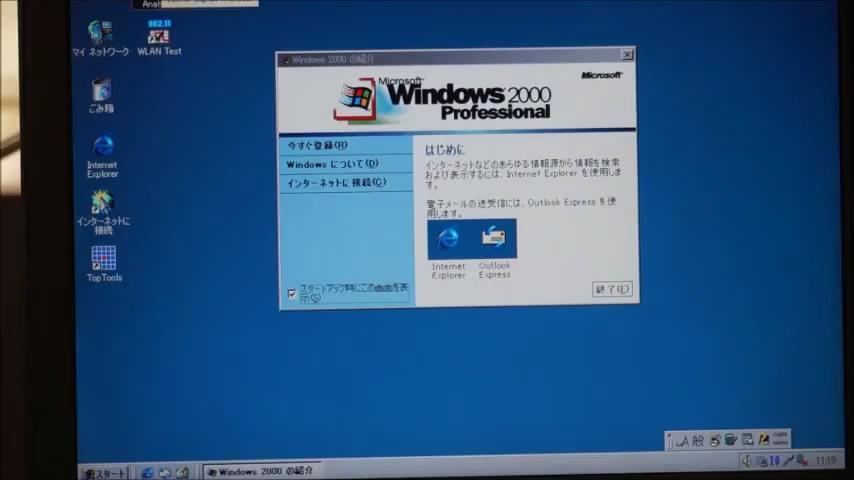 Anal
802.11
マイ ネットワーク
WLAN Test
ごみ箱
Internet
Explorer
インターネットに
接続
TopTools
Windows 2000 の紹介
Microsoft
Microsoft
Windows 2000
Professional
今すぐ登録(R)
Windows について(D)
インターネットに接続(C)
スタートアップ時にこの画面を表
示(S)
はじめに
インターネットなどのあらゆる情報源から情報を検索
および表示するには、Internet Explorer を使用しま
す。
電子メールの送受信には、Outlook Express を使
用します。
Internet
Explorer
Outlook
Express
終了(E)
A 般
CAPS
KANA
スタート
Windows 2000 の紹介
11:19